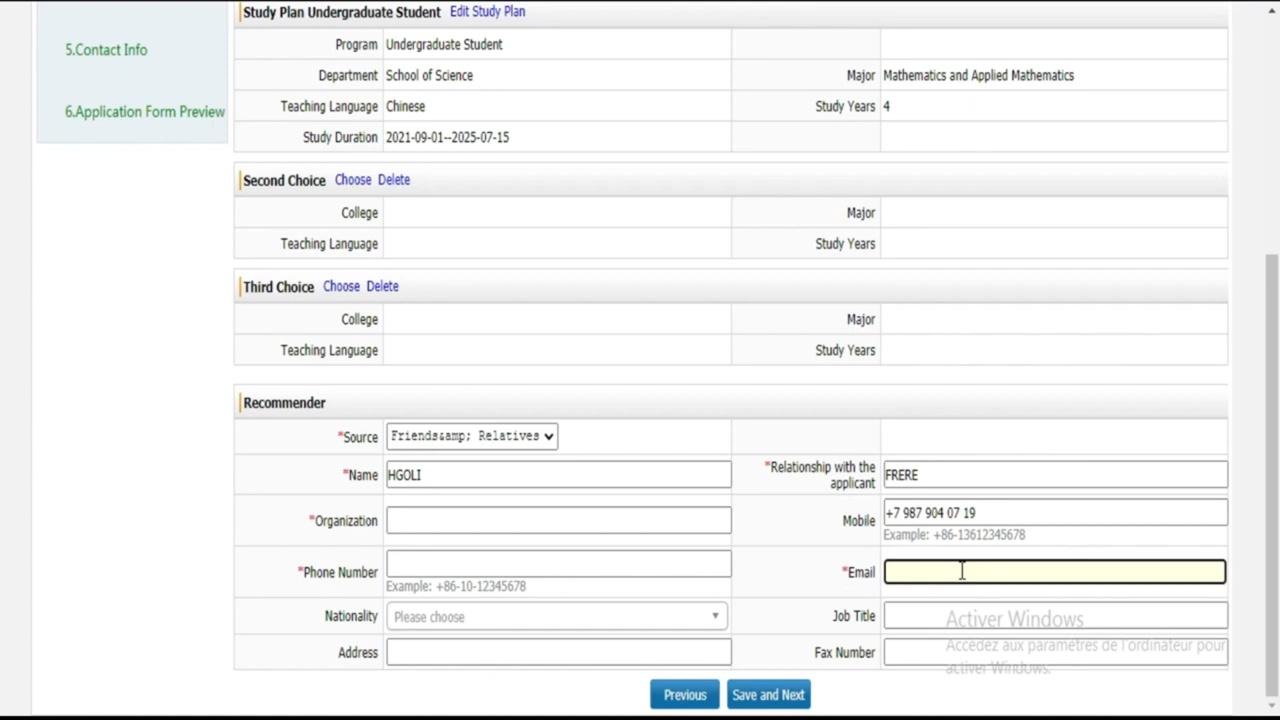 Study Plan Undergraduate Student Edit Study Plan
5.Contact Info
Program Undergraduate Student
Department School of Science Major Mathematics and Applied Mathematics
6.Application Form Preview
Teaching Language Chinese Study Years 4
Study Duration 2021-09-01--2025-07-15
Second Choice Choose Delete
College Major
Teaching Language Study Years
Third Choice Choose Delete
College Major
Teaching Language Study Years
Recommender
*Source Friends&amp; Relatives
*Name HGOLI *Relationship with the applicant FRERE
*Organization Mobile +7 987 904 07 19
Example: +86-13612345678
*Phone Number *Email
Example: +86-10-12345678
Nationality Please choose Job Title
Activer Windows
Address Fax Number
Accédez aux paramètres de l'ordinateur pour
activer Windows.
Previous Save and Next